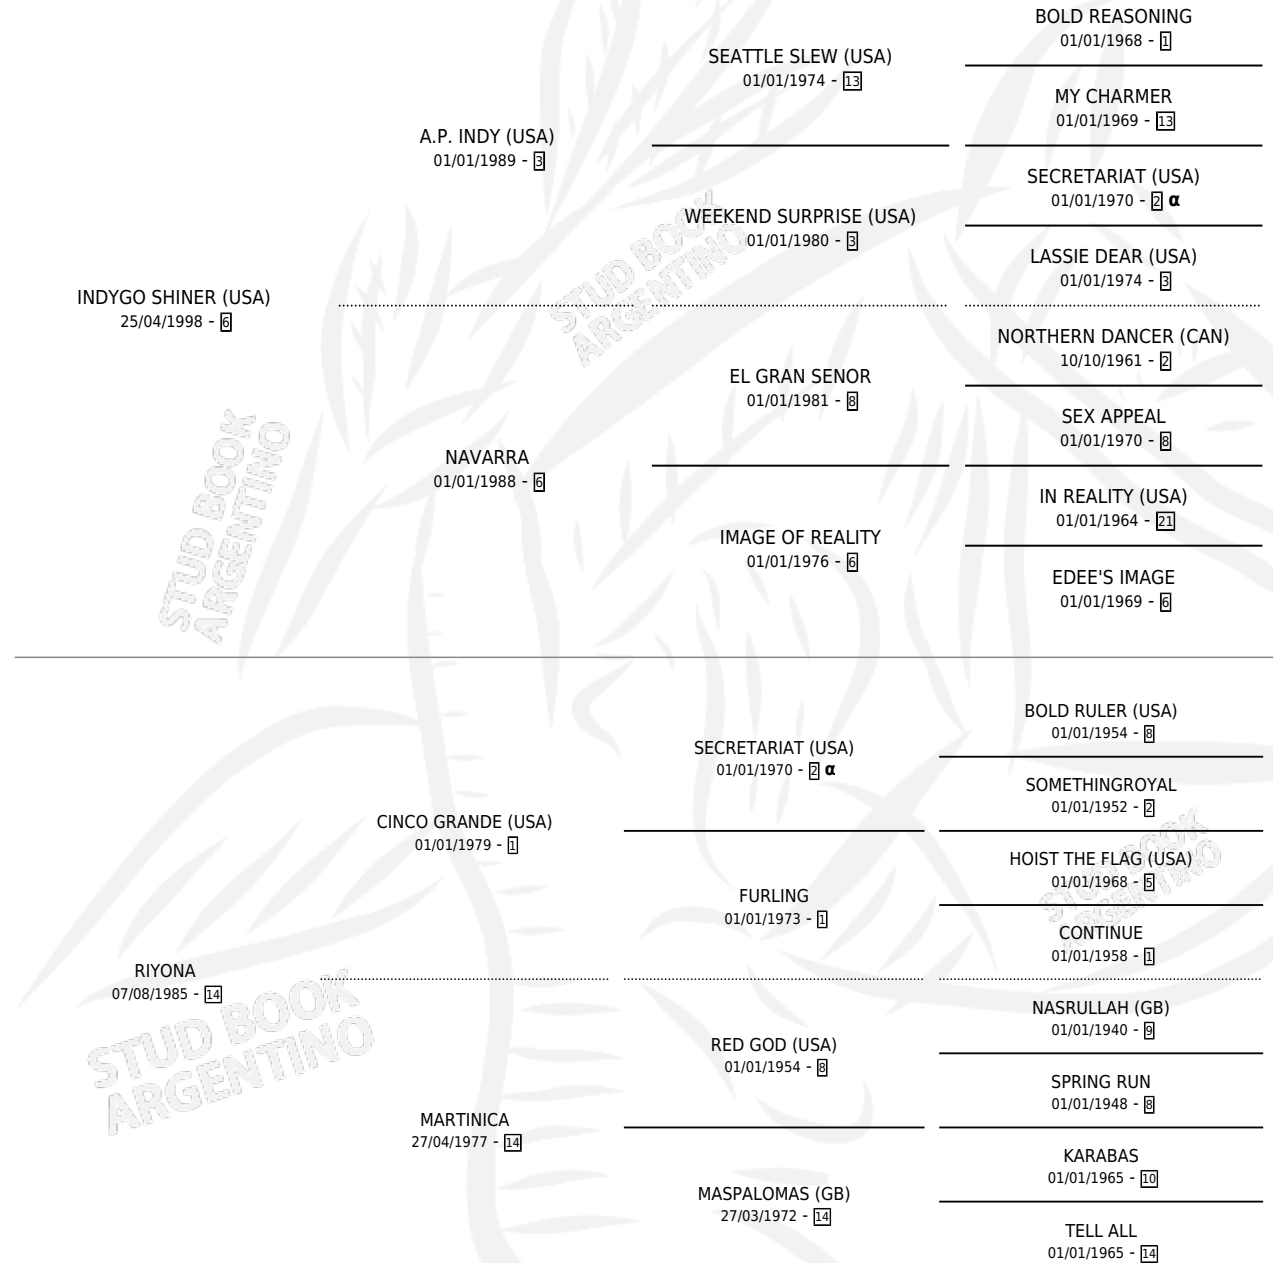 BOLD REASONING
01/01/1968 - 1
SEATTLE SLEW (USA)
01/01/1974 - 13
MY CHARMER
01/01/1969 - 13
A.P. INDY (USA)
01/01/1989 - 3
SECRETARIAT (USA)
01/01/1970 - 2 α
WEEKEND SURPRISE (USA)
01/01/1980 - 3
LASSIE DEAR (USA)
01/01/1974 - 3
INDYGO SHINER (USA)
25/04/1998 - 6
NORTHERN DANCER (CAN)
10/10/1961 - 2
EL GRAN SENOR
01/01/1981 - 8
SEX APPEAL
01/01/1970 - 8
NAVARRA
01/01/1988 - 6
IN REALITY (USA)
01/01/1964 - 21
IMAGE OF REALITY
01/01/1976 - 6
EDEE'S IMAGE
01/01/1969 - 6
BOLD RULER (USA)
01/01/1954 - 8
SECRETARIAT (USA)
01/01/1970 - 2 α
SOMETHINGROYAL
01/01/1952 - 2
CINCO GRANDE (USA)
01/01/1979 - 1
HOIST THE FLAG (USA)
01/01/1968 - 5
FURLING
01/01/1973 - 1
CONTINUE
01/01/1958 - 1
RIYONA
07/08/1985 - 14
NASRULLAH (GB)
01/01/1940 - 9
RED GOD (USA)
01/01/1954 - 8
SPRING RUN
01/01/1948 - 8
MARTINICA
27/04/1977 - 14
KARABAS
01/01/1965 - 10
MASPALOMAS (GB)
27/03/1972 - 14
TELL ALL
01/01/1965 - 14
STUD BOOK
ARGENTINO
STUD BOOK
ARGENTINO
STUD BOOK
ARGENTINO
STUD BOOK
ARGENTINO